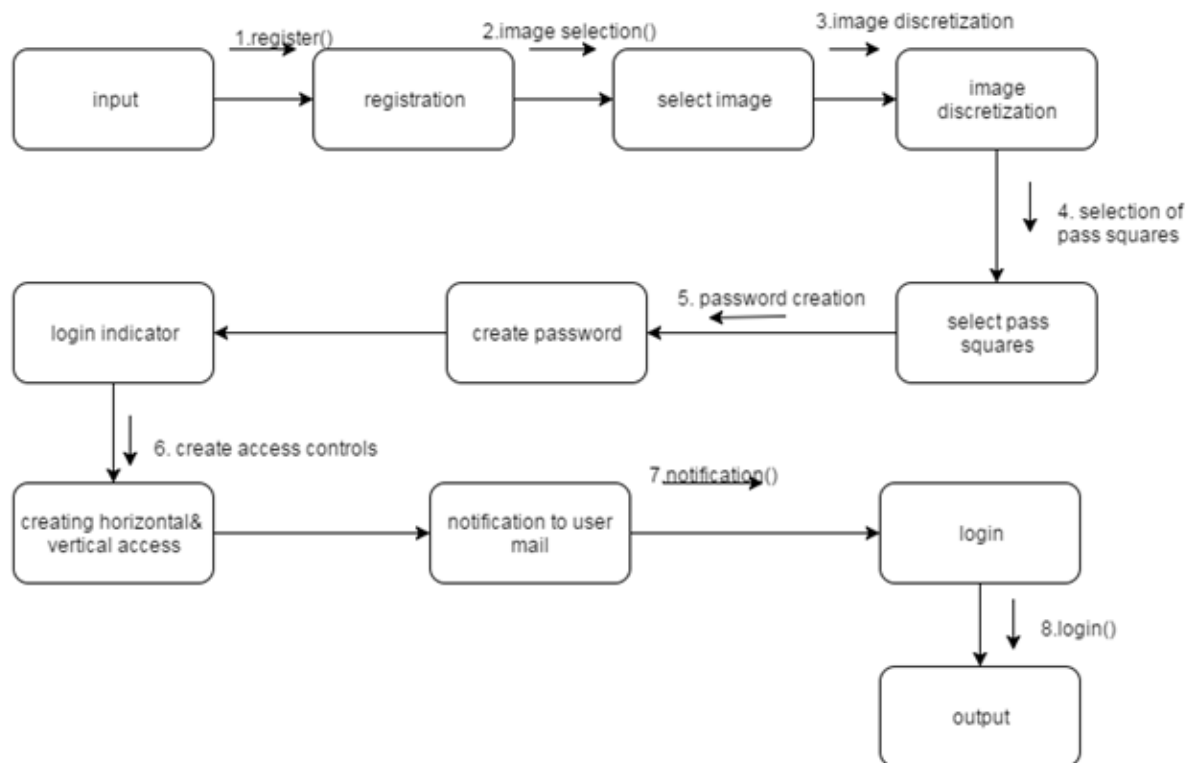 1.register()
2.image selection()
3.image discretization
input
registration
select image
image
discretization
4. selection of
pass squares
5. password creation
login indicator
create password
select pass
squares
6. create access controls
7.notification()
creating horizontal&
vertical access
notification to user
mail
login
8.login()
output